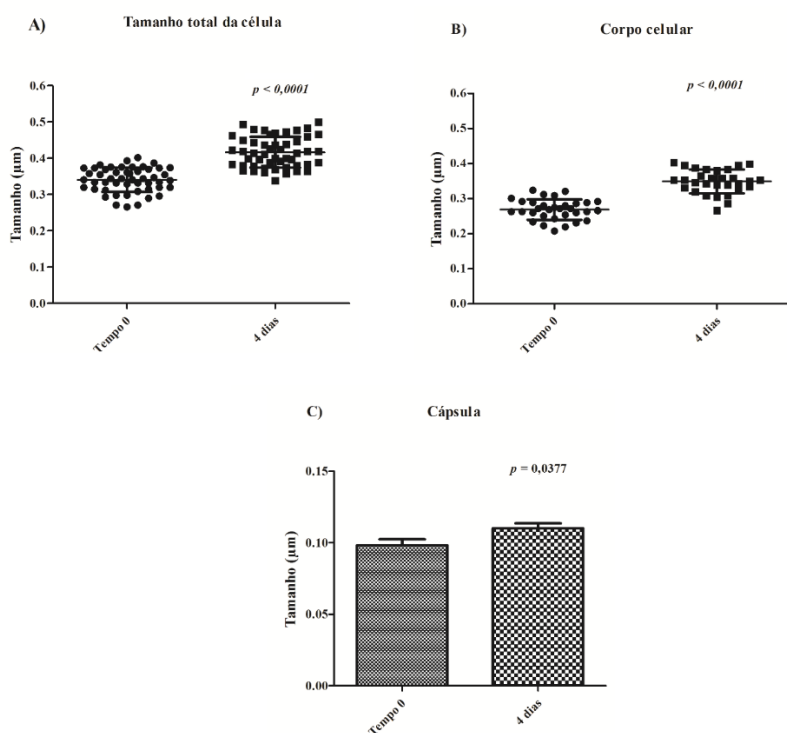 A) Tamanho total da célula
p < 0,0001
Tamanho (µm)
0.6
0.5
0.4
0.3
0.2
0.1
0.0
Tempo 0
4 dias
B) Corpo celular
p < 0,0001
Tamanho (µm)
0.6
0.5
0.4
0.3
0.2
0.1
0.0
Tempo 0
4 dias
C) Cápsula
p = 0,0377
Tamanho (µm)
0.15
0.10
0.05
0.00
Tempo 0
4 dias